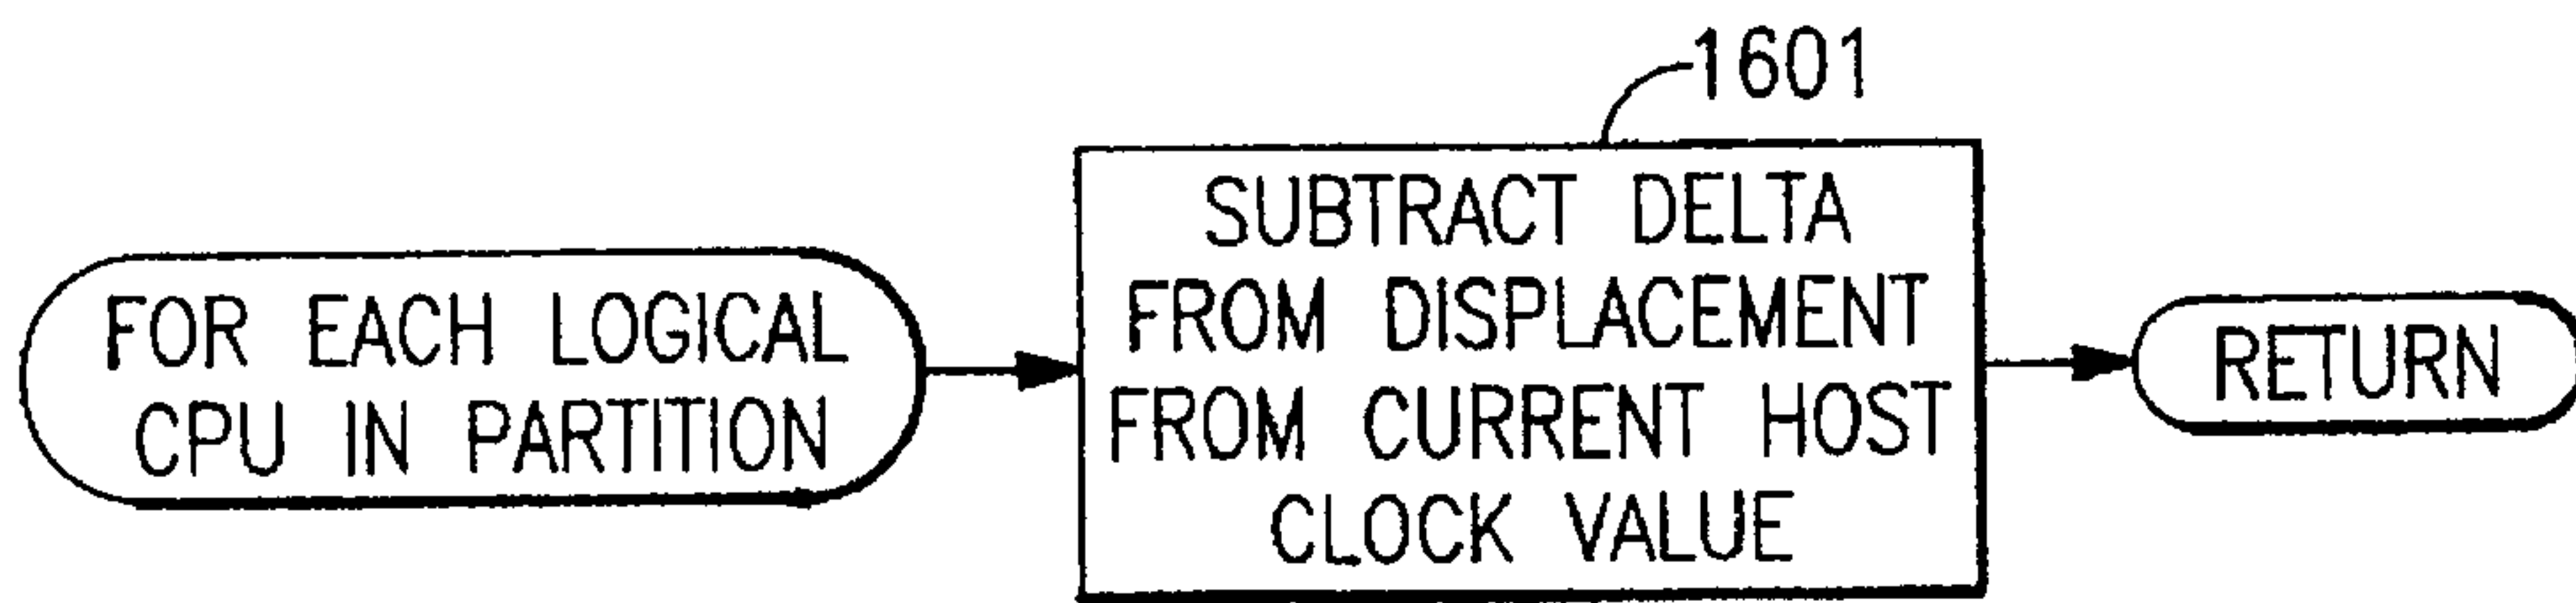 1601
FOR EACH LOGICAL
CPU IN PARTITION
SUBTRACT DELTA
FROM DISPLACEMENT
FROM CURRENT HOST
CLOCK VALUE
RETURN